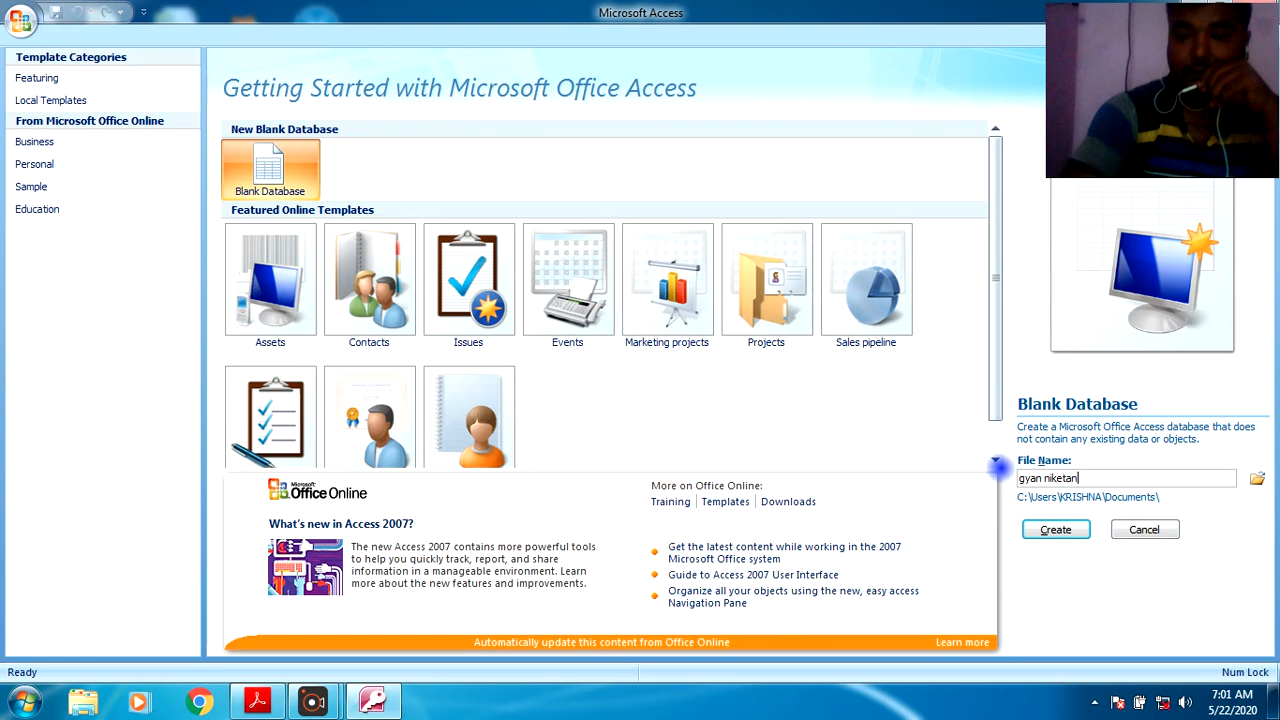 Microsoft Access
Template Categories
Featuring
Local Templates
From Microsoft Office Online
Business
Personal
Sample
Education
Getting Started with Microsoft Office Access
New Blank Database
Blank Database
Featured Online Templates
Assets
Contacts
Issues
Events
Marketing projects
Projects
Sales pipeline
Microsoft
Office Online
What's new in Access 2007?
The new Access 2007 contains more powerful tools
to help you quickly track, report, and share
information in a manageable environment. Learn
more about the new features and improvements.
More on Office Online:
Training | Templates | Downloads
Get the latest content while working in the 2007
Microsoft Office system
Guide to Access 2007 User Interface
Organize all your objects using the new, easy access
Navigation Pane
Automatically update this content from Office Online
Learn more
Blank Database
Create a Microsoft Office Access database that does
not contain any existing data or objects.
File Name:
gyan niketan
C:\Users\KRISHNA\Documents\
Create
Cancel
Ready
Num Lock
7:01 AM
5/22/2020